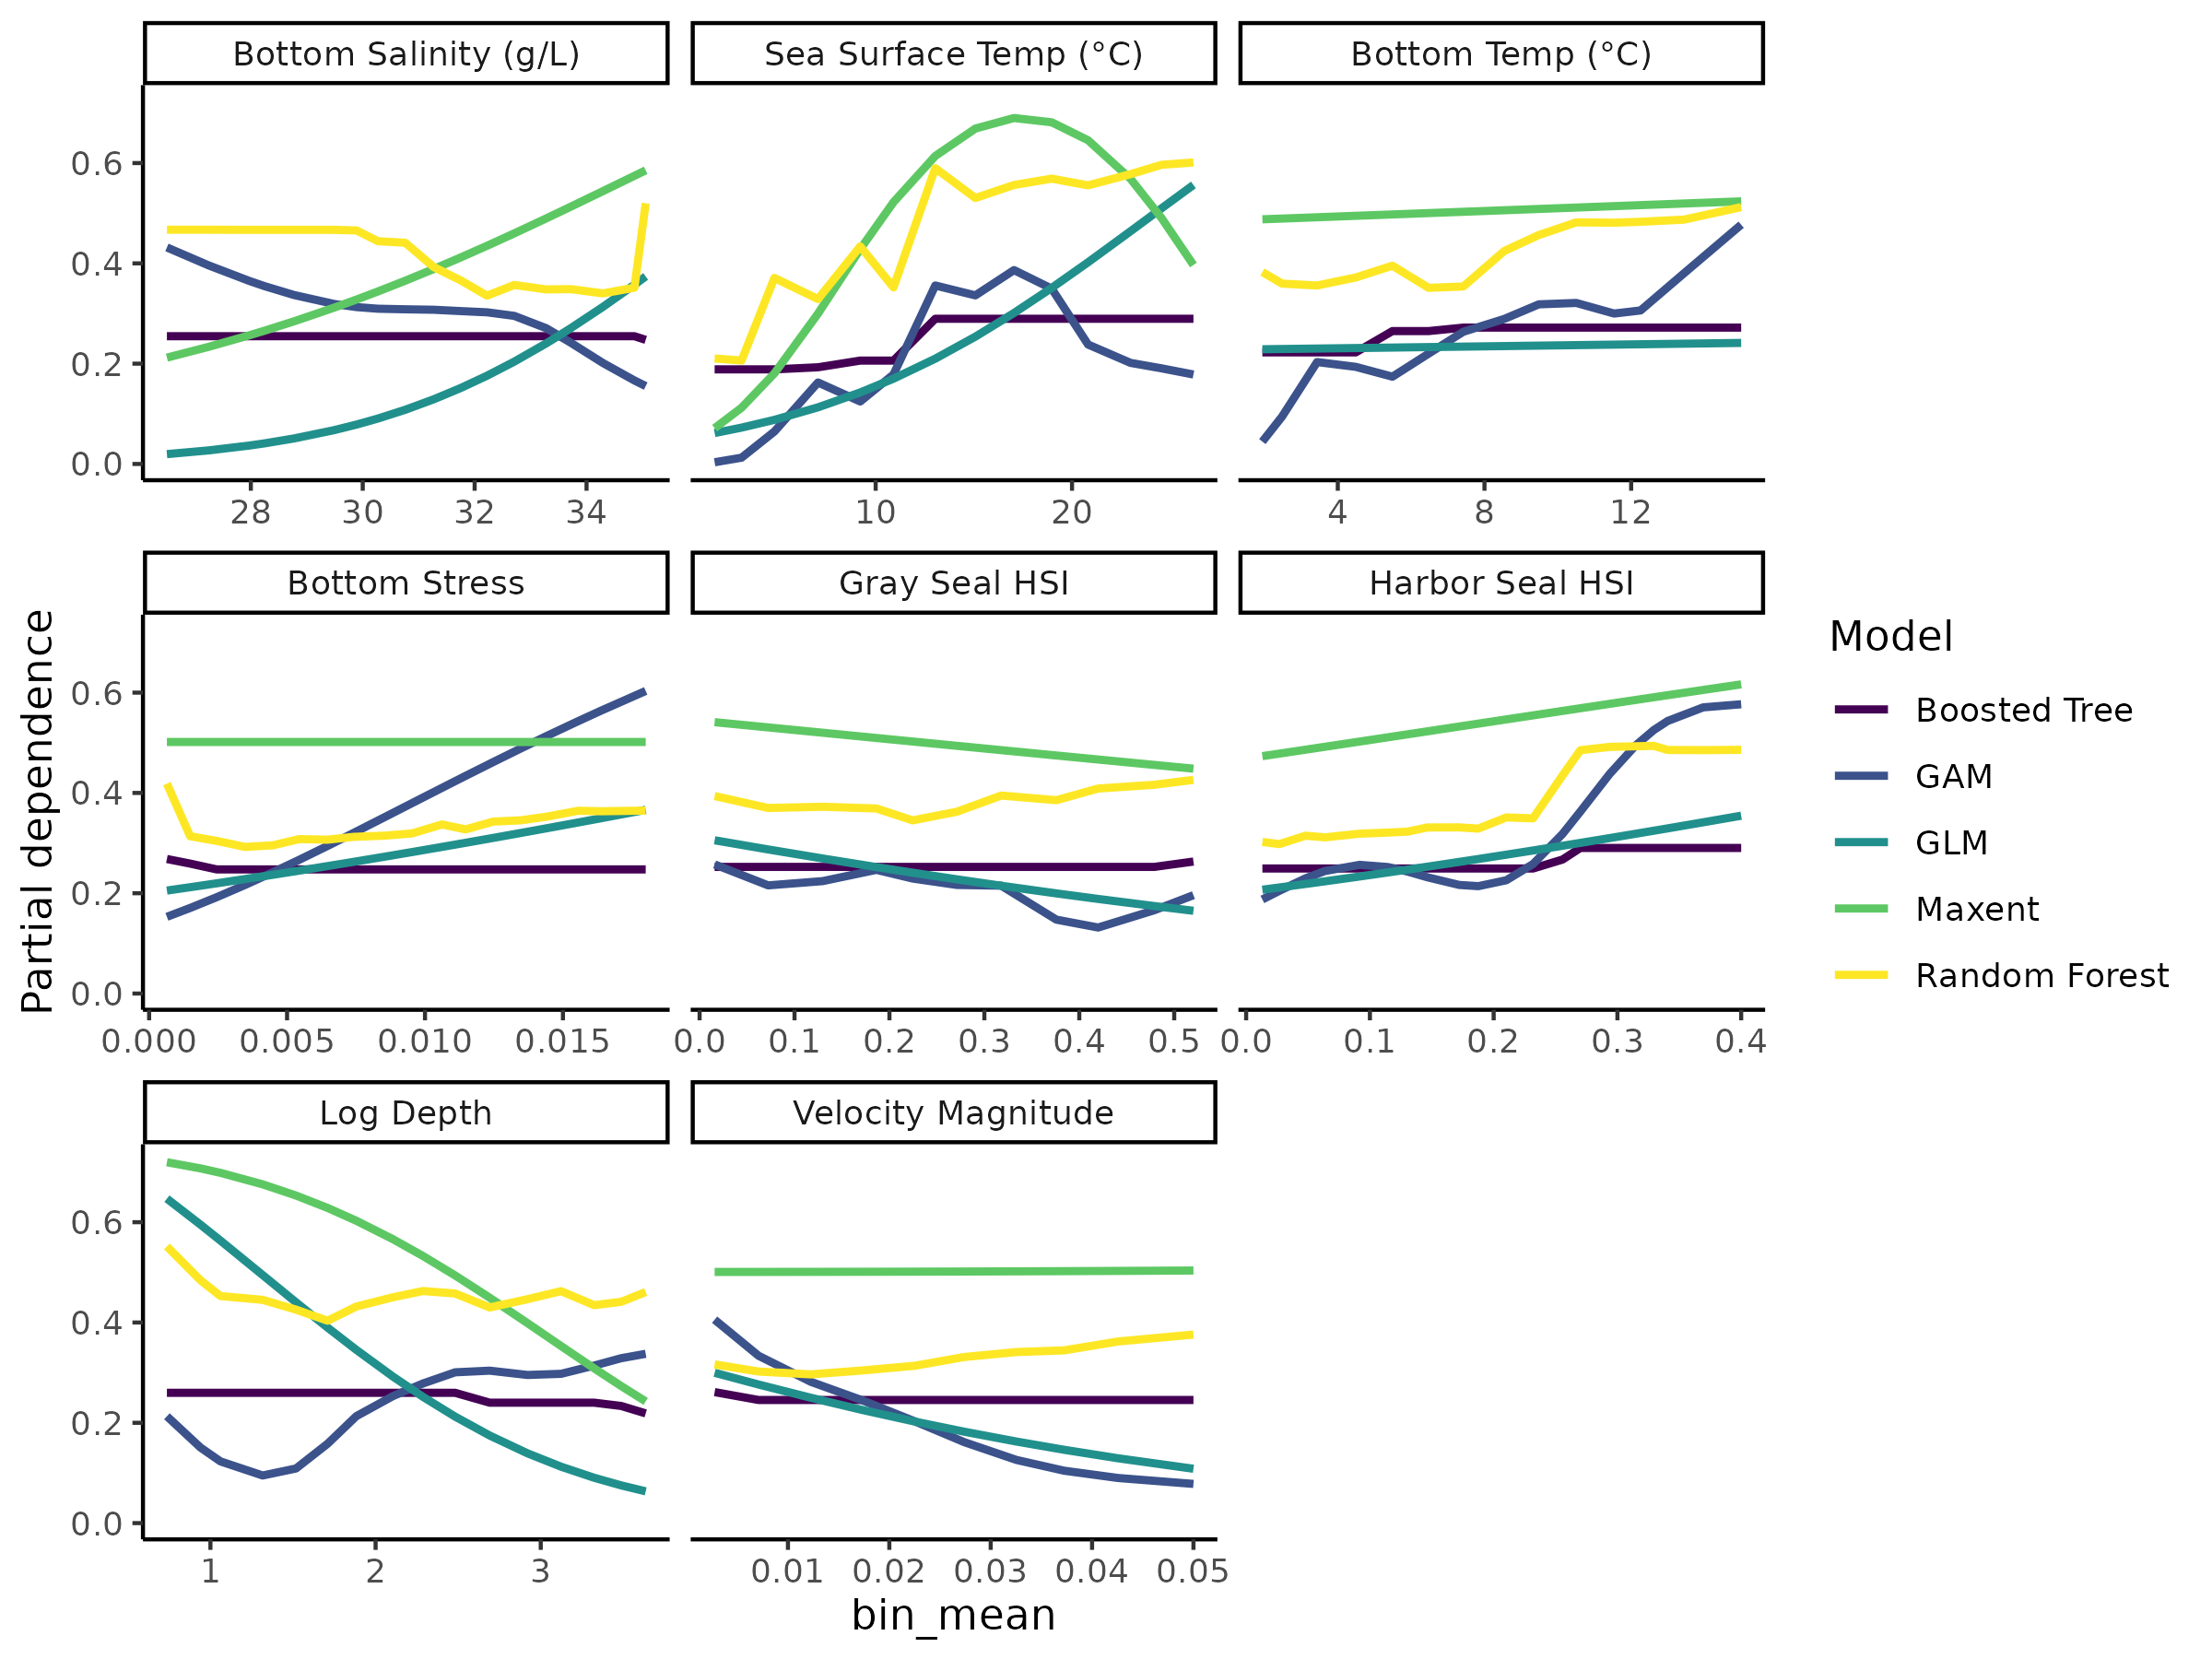 Bottom Salinity (g/L)
Sea Surface Temp (°C)
Bottom Temp (°C)
0.6
0.4
0.2
0.0
28 30 32 34
10 20
4 8 12
Bottom Stress
Gray Seal HSI
Harbor Seal HSI
Partial dependence
0.6
0.4
0.2
0.0
0.000 0.005 0.010 0.015
0.0 0.1 0.2 0.3 0.4 0.5
0.0 0.1 0.2 0.3 0.4
Model
Boosted Tree
GAM
GLM
Maxent
Random Forest
Log Depth
Velocity Magnitude
0.6
0.4
0.2
0.0
1 2 3
0.01 0.02 0.03 0.04 0.05
bin_mean